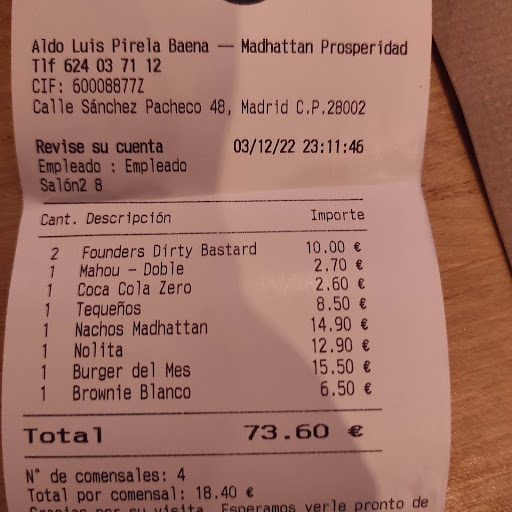 Aldo Luis Pirela Baena — Madhattan Prosperidad
Tlf 624 03 71 12
CIF: 60008877Z
Calle Sánchez Pacheco 48, Madrid C.P.28002
Revise su cuenta 03/12/22 23:11:46
Empleado : Empleado
Salón2 8
Cant. Descripción Importe
2 Founders Dirty Bastard 10.00 €
1 Mahou - Doble 2.70 €
1 Coca Cola Zero 2.60 €
1 Tequeños 8.50 €
1 Nachos Madhattan 14.90 €
1 Nolita 12.90 €
1 Burger del Mes 15.50 €
1 Brownie Blanco 6.50 €
Total 73.60 €
N° de comensales: 4
Total por comensal: 18.40 €
Gracias por su visita. Esperamos verle pronto de